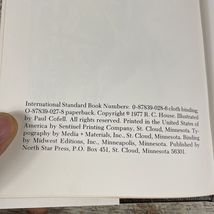 International Standard Book Numbers: 0-87839-028-6 cloth binding,
O-87839-027-8 paperback. Copyright © 1977 R. C. House. Illustrated
by Paul Cofell. All rights reserved. Printed in the United States of
America by Sentinel Printing Company, St. Cloud, Minnesota. Ty-
pography by Media + Materials, Inc., St. Cloud, Minnesota. Binding
by Midwest Editions, Inc., Minneapolis, Minnesota. Published by
North Star Press, P.O. Box 451, St. Cloud, Minnesota 56301.